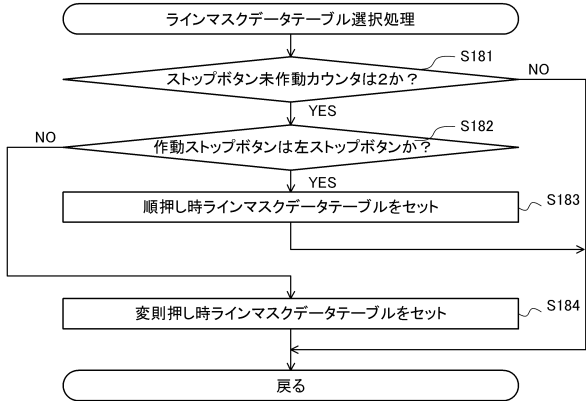 ラインマスクデータテーブル選択処理
S181
ストップボタン未作動カウンタは2か?
NO
YES
S182
NO
作動ストップボタンは左ストップボタンか?
YES
S183
順押し時ラインマスクデータテーブルをセット
S184
変則押し時ラインマスクデータテーブルをセット
戻る